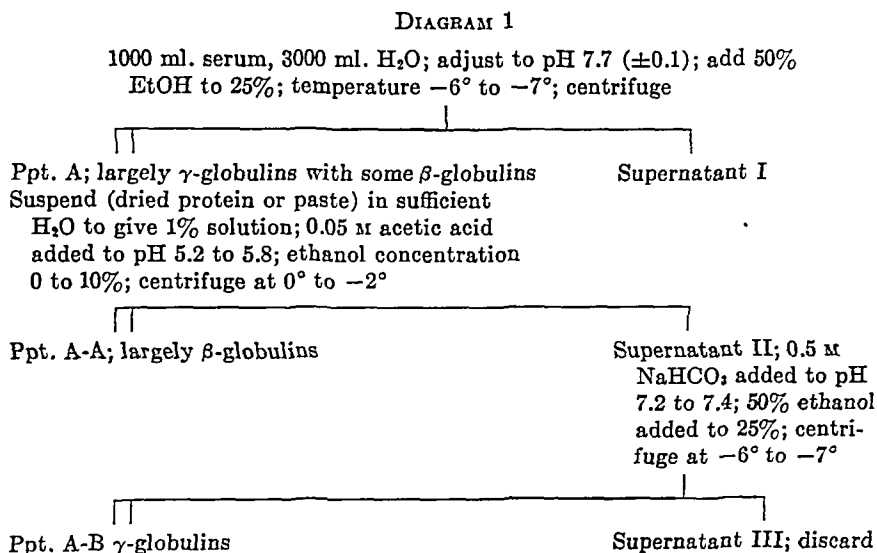 DIAGRAM 1
1000 ml. serum, 3000 ml. H₂O; adjust to pH 7.7 (±0.1); add 50%
EtOH to 25%; temperature −6° to −7°; centrifuge
Ppt. A; largely γ-globulins with some β-globulins
Suspend (dried protein or paste) in sufficient
H₂O to give 1% solution; 0.05 M acetic acid
added to pH 5.2 to 5.8; ethanol concentration
0 to 10%; centrifuge at 0° to −2°
Supernatant I
Ppt. A-A; largely β-globulins
Supernatant II; 0.5 M
NaHCO₃ added to pH
7.2 to 7.4; 50% ethanol
added to 25%; centri-
fuge at −6° to −7°
Ppt. A-B γ-globulins
Supernatant III; discard